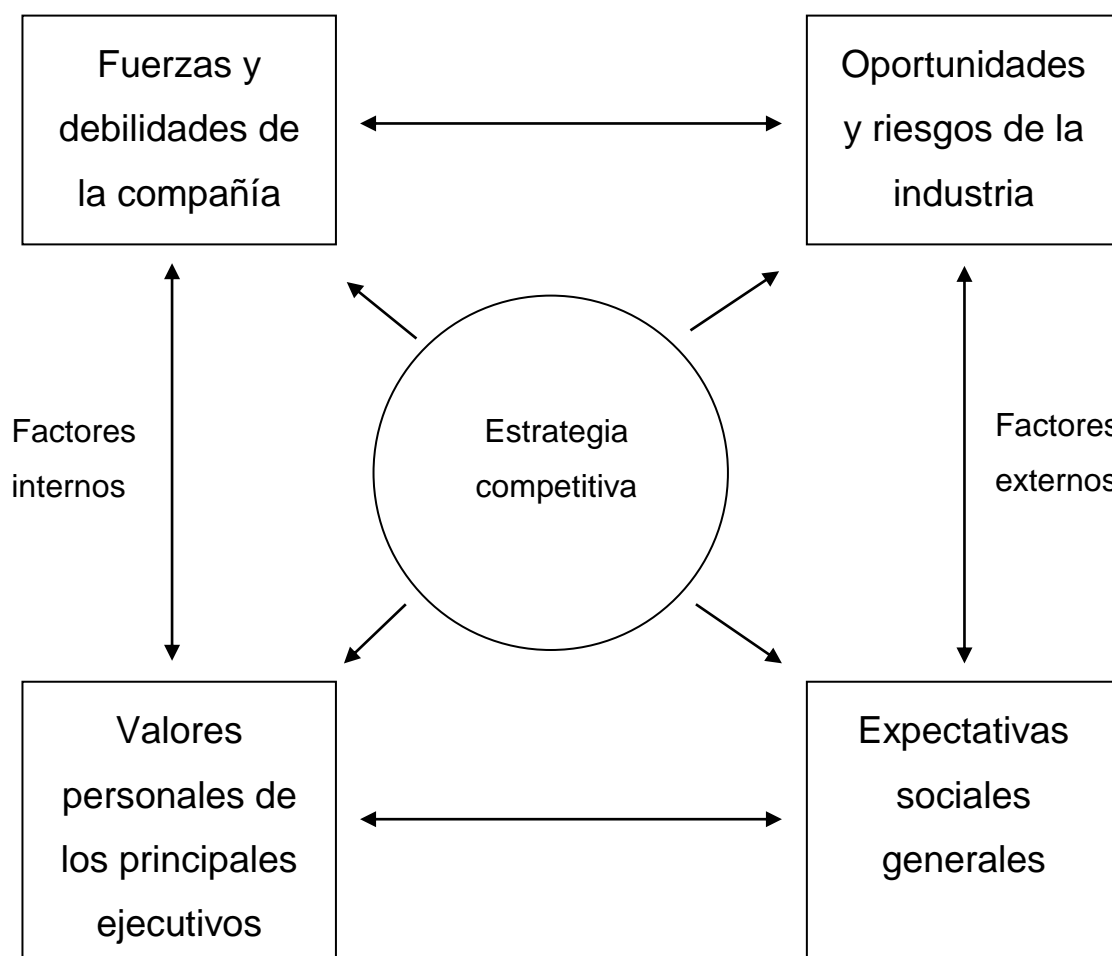 Fuerzas y
debilidades de
la compañía
Oportunidades
y riesgos de la
industria
Factores
internos
Estrategia
competitiva
Factores
externos
Valores
personales de
los principales
ejecutivos
Expectativas
sociales
generales